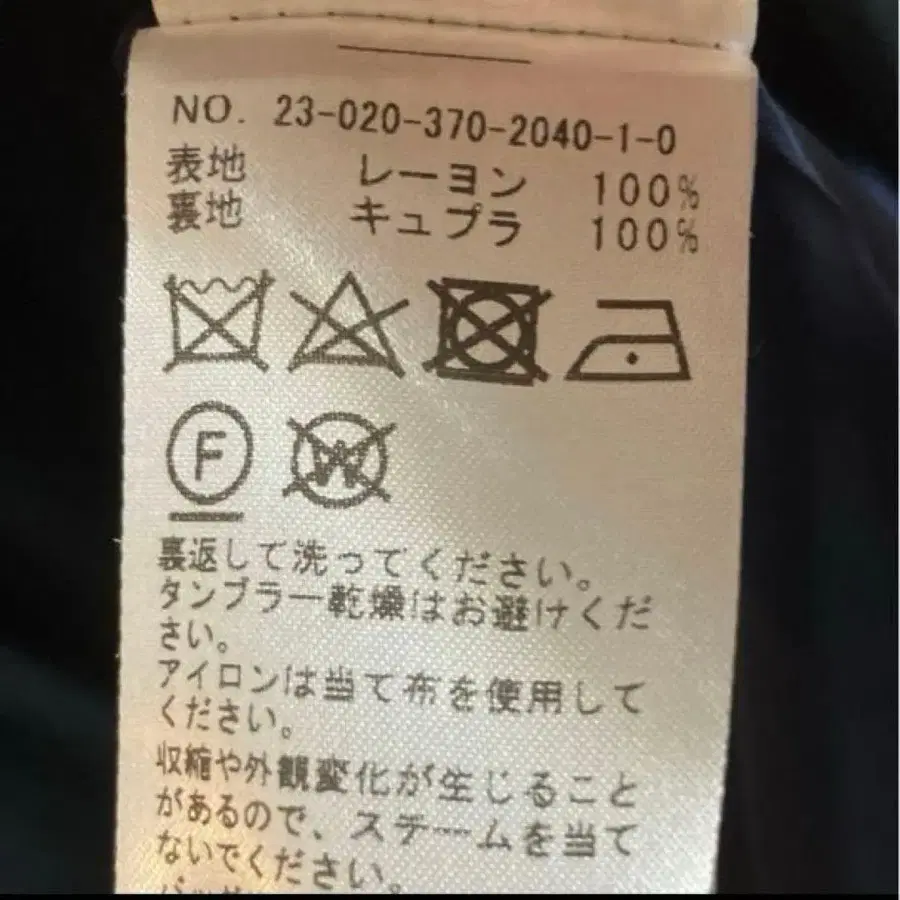 NO. 23-020-370-2040-1-0
表地 レーヨン 100%
裏地 キュプラ 100%
F W
裏返して洗ってください。
タンブラー乾燥はお避けくだ
さい。
アイロンは当て布を使用して
ください。
収縮や外観変化が生じること
があるので、スチームを当て
ないでください。